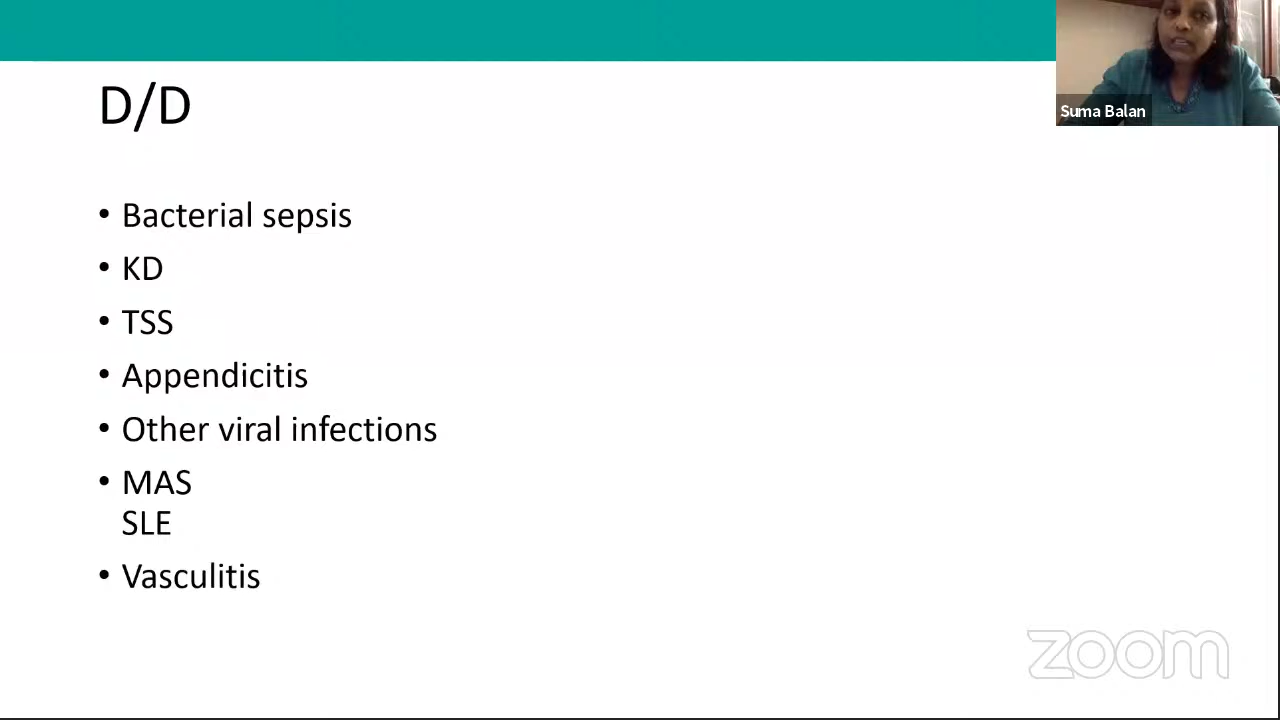 D/D
Suma Balan
• Bacterial sepsis
• KD
• TSS
• Appendicitis
• Other viral infections
• MAS
SLE
• Vasculitis
zoom